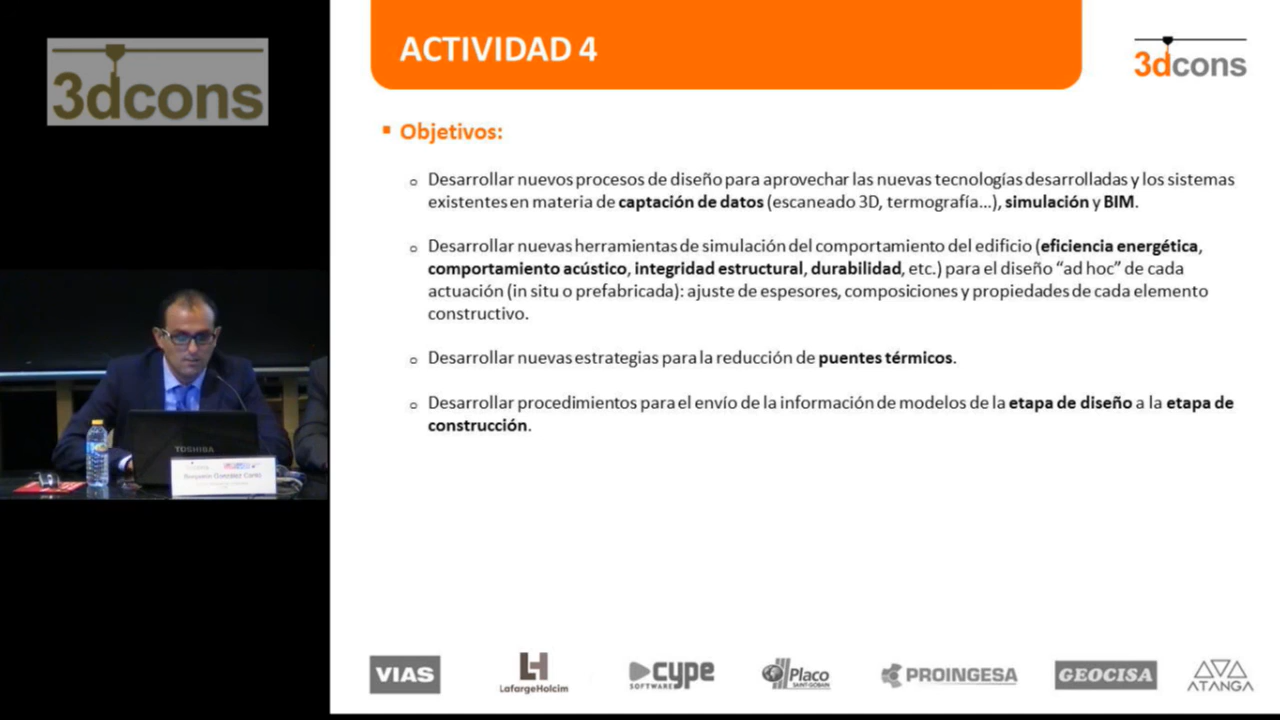 3dcons
ACTIVIDAD 4
3dcons
Objetivos:
Desarrollar nuevos procesos de diseño para aprovechar las nuevas tecnologías desarrolladas y los sistemas
existentes en materia de captación de datos (escaneado 3D, termografía...), simulación y BIM.
Desarrollar nuevas herramientas de simulación del comportamiento del edificio (eficiencia energética,
comportamiento acústico, integridad estructural, durabilidad, etc.) para el diseño “ad hoc” de cada
actuación (in situ o prefabricada): ajuste de espesores, composiciones y propiedades de cada elemento
constructivo.
Desarrollar nuevas estrategias para la reducción de puentes térmicos.
Desarrollar procedimientos para el envío de la información de modelos de la etapa de diseño a la etapa de
construcción.
TOSHIBA
VIAS
LafargeHolcim
cype
SOFTWARE
Placo
SAINT-GOBAIN
PROINGESA
GEOCISA
ATANGA